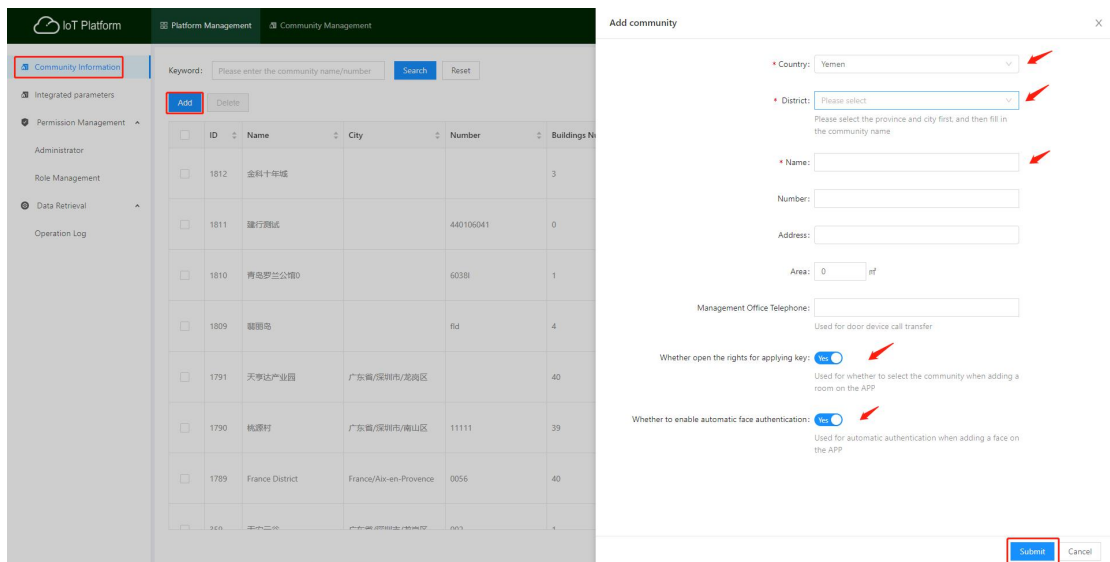 IoT Platform
Platform Management
Community Management
Community Information
Integrated parameters
Permission Management
Administrator
Role Management
Data Retrieval
Operation Log
Keyword: Please enter the community name/number Search Reset
Add Delete
ID Name City Number Buildings N
1812 金科十年城 3
1811 建行测试 440106041 0
1810 青岛罗兰公馆0 6038l 1
1809 翡丽岛 fld 4
1791 天亨达产业园 广东省/深圳市/龙岗区 40
1790 桃源村 广东省/深圳市/南山区 11111 39
1789 France District France/Aix-en-Provence 0056 40
Add community
* Country: Yemen
* District: Please select
Please select the province and city first, and then fill in
the community name
* Name:
Number:
Address:
Area: 0 m²
Management Office Telephone:
Used for door device call transfer
Whether open the rights for applying key: Yes
Used for whether to select the community when adding a
room on the APP
Whether to enable automatic face authentication: Yes
Used for automatic authentication when adding a face on
the APP
Submit Cancel